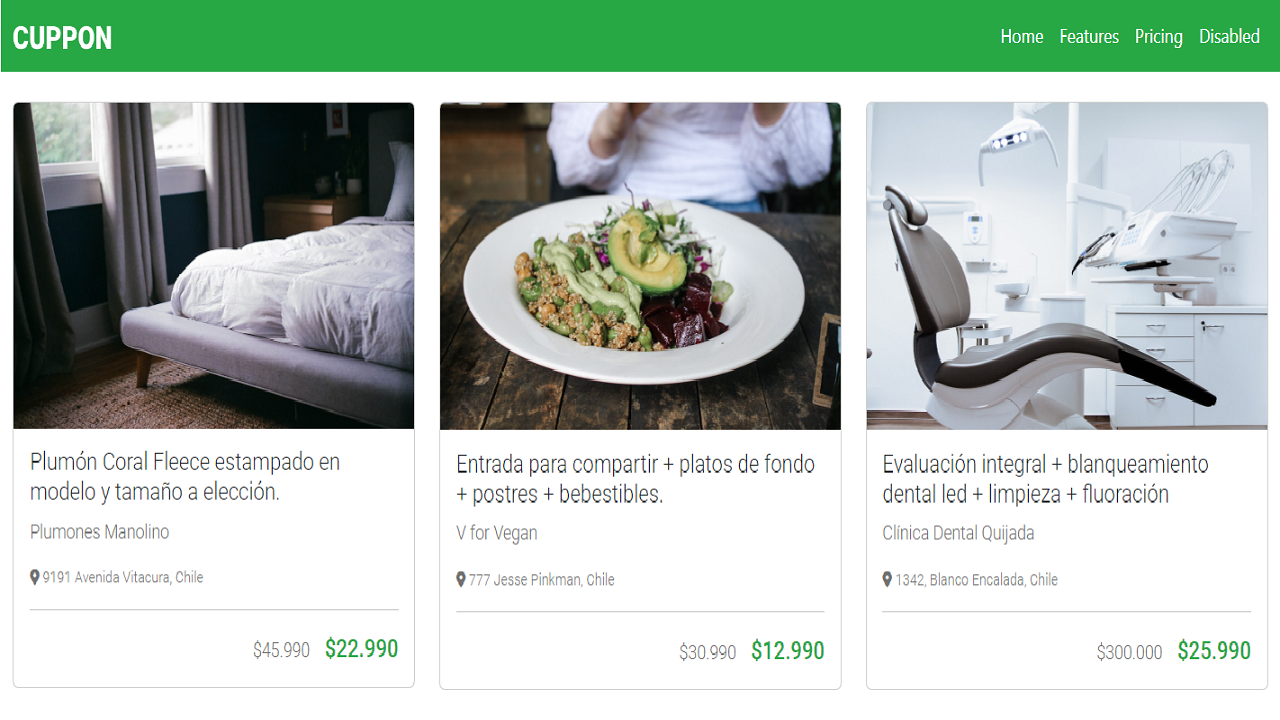 CUPPON
Home Features Pricing Disabled
Plumón Coral Fleece estampado en
modelo y tamaño a elección.
Plumones Manolino
9191 Avenida Vitacura, Chile
$45.990 $22.990
Entrada para compartir + platos de fondo
+ postres + bebestibles.
V for Vegan
777 Jesse Pinkman, Chile
$30.990 $12.990
Evaluación integral + blanqueamiento
dental led + limpieza + fluoración
Clínica Dental Quijada
1342, Blanco Encalada, Chile
$300.000 $25.990